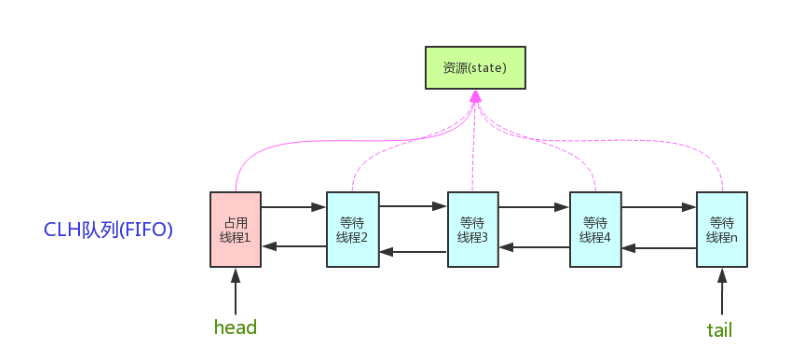 资源(state)
CLH队列(FIFO)
占用
线程1
等待
线程2
等待
线程3
等待
线程4
等待
线程n
head
tail